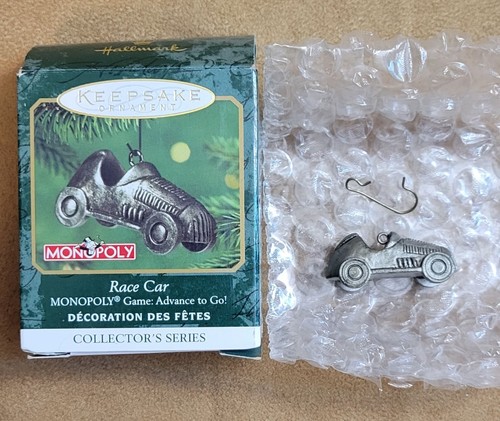 Hallmark
KEEPSAKE
ORNAMENT
MONOPOLY
Race Car
MONOPOLY® Game: Advance to Go!
DÉCORATION DES FÊTES
COLLECTOR'S SERIES